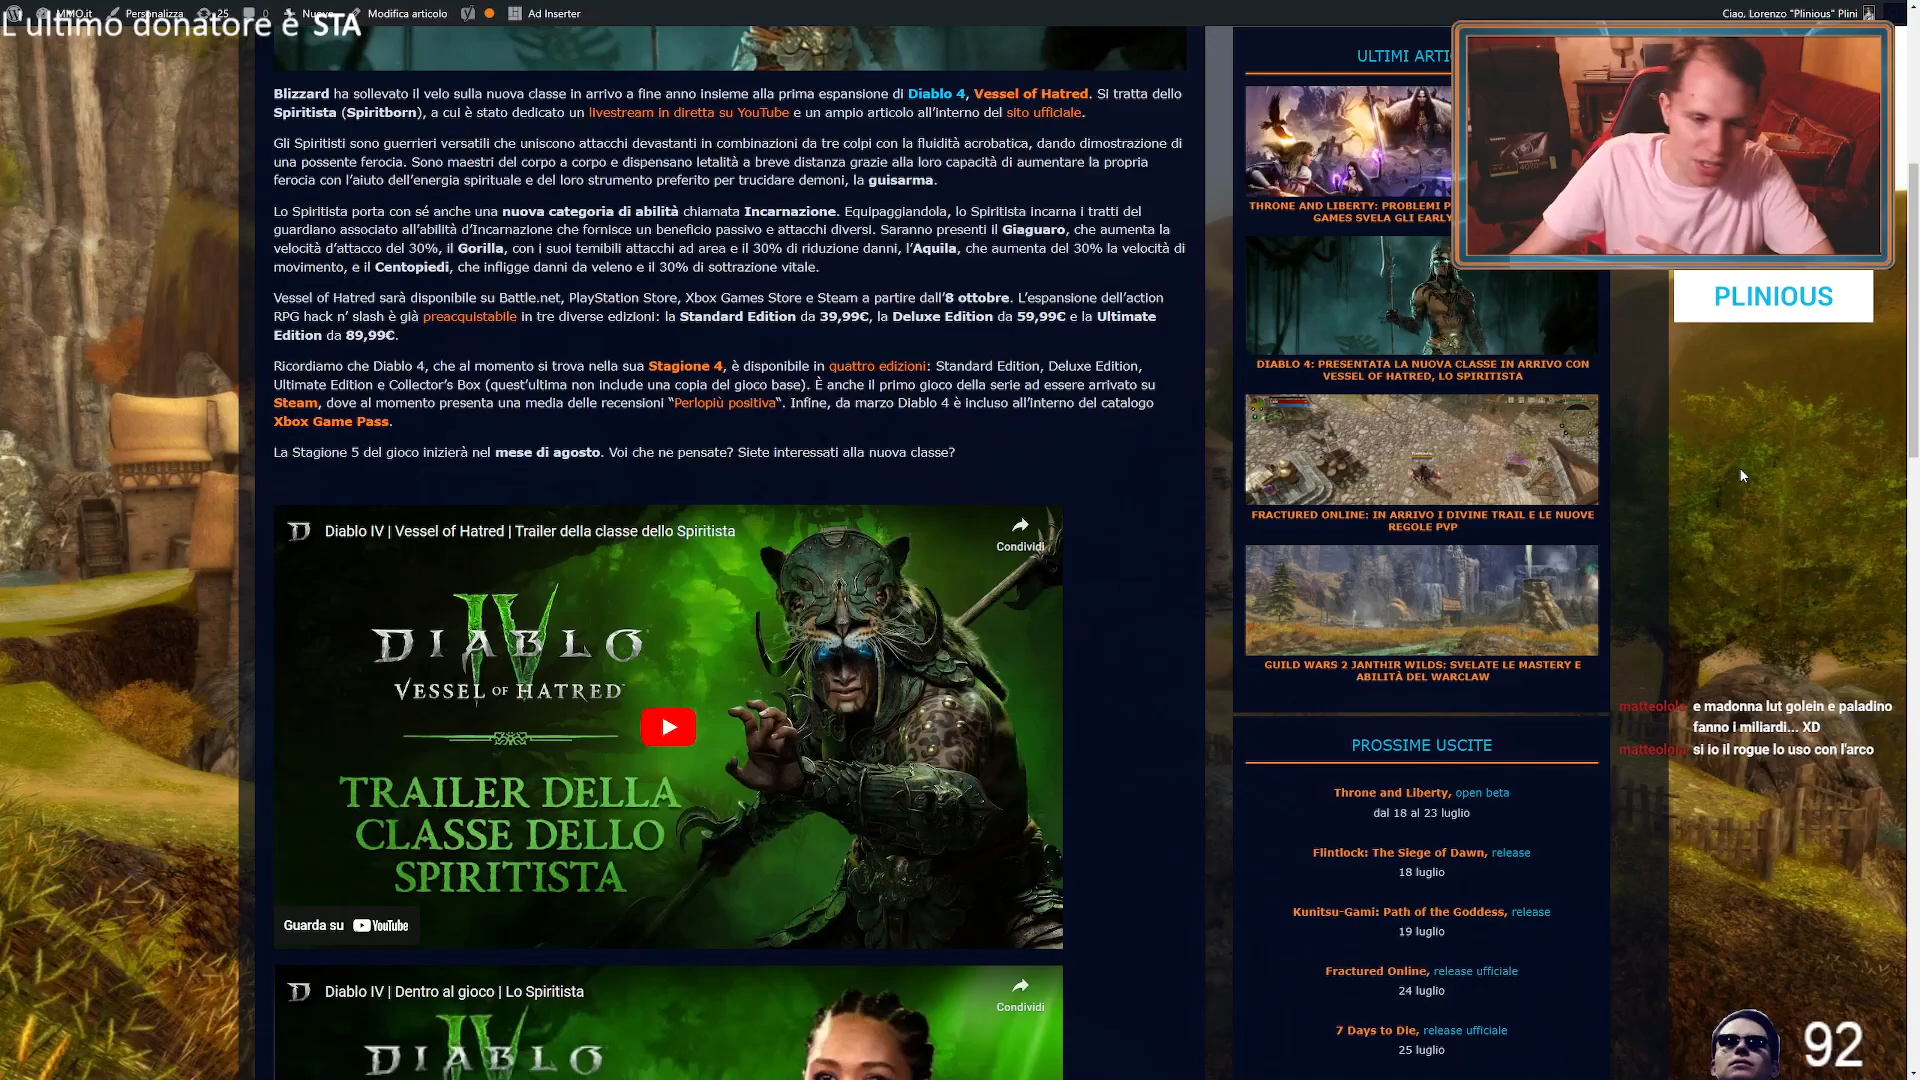 MMO.it
Personalizza
25
0
Nuovo
Modifica articolo
Ad Inserter
Ciao, Lorenzo "Plinious" Plini
L'ultimo donatore è STA
Blizzard ha sollevato il velo sulla nuova classe in arrivo a fine anno insieme alla prima espansione di Diablo 4, Vessel of Hatred. Si tratta dello
Spiritista (Spiritborn), a cui è stato dedicato un livestream in diretta su YouTube e un ampio articolo all'interno del sito ufficiale.
Gli Spiritisti sono guerrieri versatili che uniscono attacchi devastanti in combinazioni da tre colpi con la fluidità acrobatica, dando dimostrazione di
una possente ferocia. Sono maestri del corpo a corpo e dispensano letalità a breve distanza grazie alla loro capacità di aumentare la propria
ferocia con l'aiuto dell'energia spirituale e del loro strumento preferito per trucidare demoni, la guisarma.
Lo Spiritista porta con sé anche una nuova categoria di abilità chiamata Incarnazione. Equipaggiandola, lo Spiritista incarna i tratti del
guardiano associato all'abilità d'Incarnazione che fornisce un beneficio passivo e attacchi diversi. Saranno presenti il Giaguaro, che aumenta la
velocità d'attacco del 30%, il Gorilla, con i suoi temibili attacchi ad area e il 30% di riduzione danni, l'Aquila, che aumenta del 30% la velocità di
movimento, e il Centopiedi, che infligge danni da veleno e il 30% di sottrazione vitale.
Vessel of Hatred sarà disponibile su Battle.net, PlayStation Store, Xbox Games Store e Steam a partire dall'8 ottobre. L'espansione dell'action
RPG hack n' slash è già preacquistabile in tre diverse edizioni: la Standard Edition da 39,99€, la Deluxe Edition da 59,99€ e la Ultimate
Edition da 89,99€.
Ricordiamo che Diablo 4, che al momento si trova nella sua Stagione 4, è disponibile in quattro edizioni: Standard Edition, Deluxe Edition,
Ultimate Edition e Collector's Box (quest'ultima non include una copia del gioco base). È anche il primo gioco della serie ad essere arrivato su
Steam, dove al momento presenta una media delle recensioni "Perlopiù positiva". Infine, da marzo Diablo 4 è incluso all'interno del catalogo
Xbox Game Pass.
La Stagione 5 del gioco inizierà nel mese di agosto. Voi che ne pensate? Siete interessati alla nuova classe?
Diablo IV | Vessel of Hatred | Trailer della classe dello Spiritista
Condividi
DIABLO
IV
VESSEL OF HATRED
TRAILER DELLA
CLASSE DELLO
SPIRITISTA
Guarda su YouTube
Diablo IV | Dentro al gioco | Lo Spiritista
Condividi
DIABLO
ULTIMI ARTI
THRONE AND LIBERTY: PROBLEMI P
GAMES SVELA GLI EARLY
DIABLO 4: PRESENTATA LA NUOVA CLASSE IN ARRIVO CON
VESSEL OF HATRED, LO SPIRITISTA
FRACTURED ONLINE: IN ARRIVO I DIVINE TRAIL E LE NUOVE
REGOLE PVP
GUILD WARS 2 JANTHIR WILDS: SVELATE LE MASTERY E
ABILITÀ DEL WARCLAW
PROSSIME USCITE
Throne and Liberty, open beta
dal 18 al 23 luglio
Flintlock: The Siege of Dawn, release
18 luglio
Kunitsu-Gami: Path of the Goddess, release
19 luglio
Fractured Online, release ufficiale
24 luglio
7 Days to Die, release ufficiale
25 luglio
4070
PLINIOUS
e madonna lut golein e paladino
fanno i miliardi... XD
si io il rogue lo uso con l'arco
92